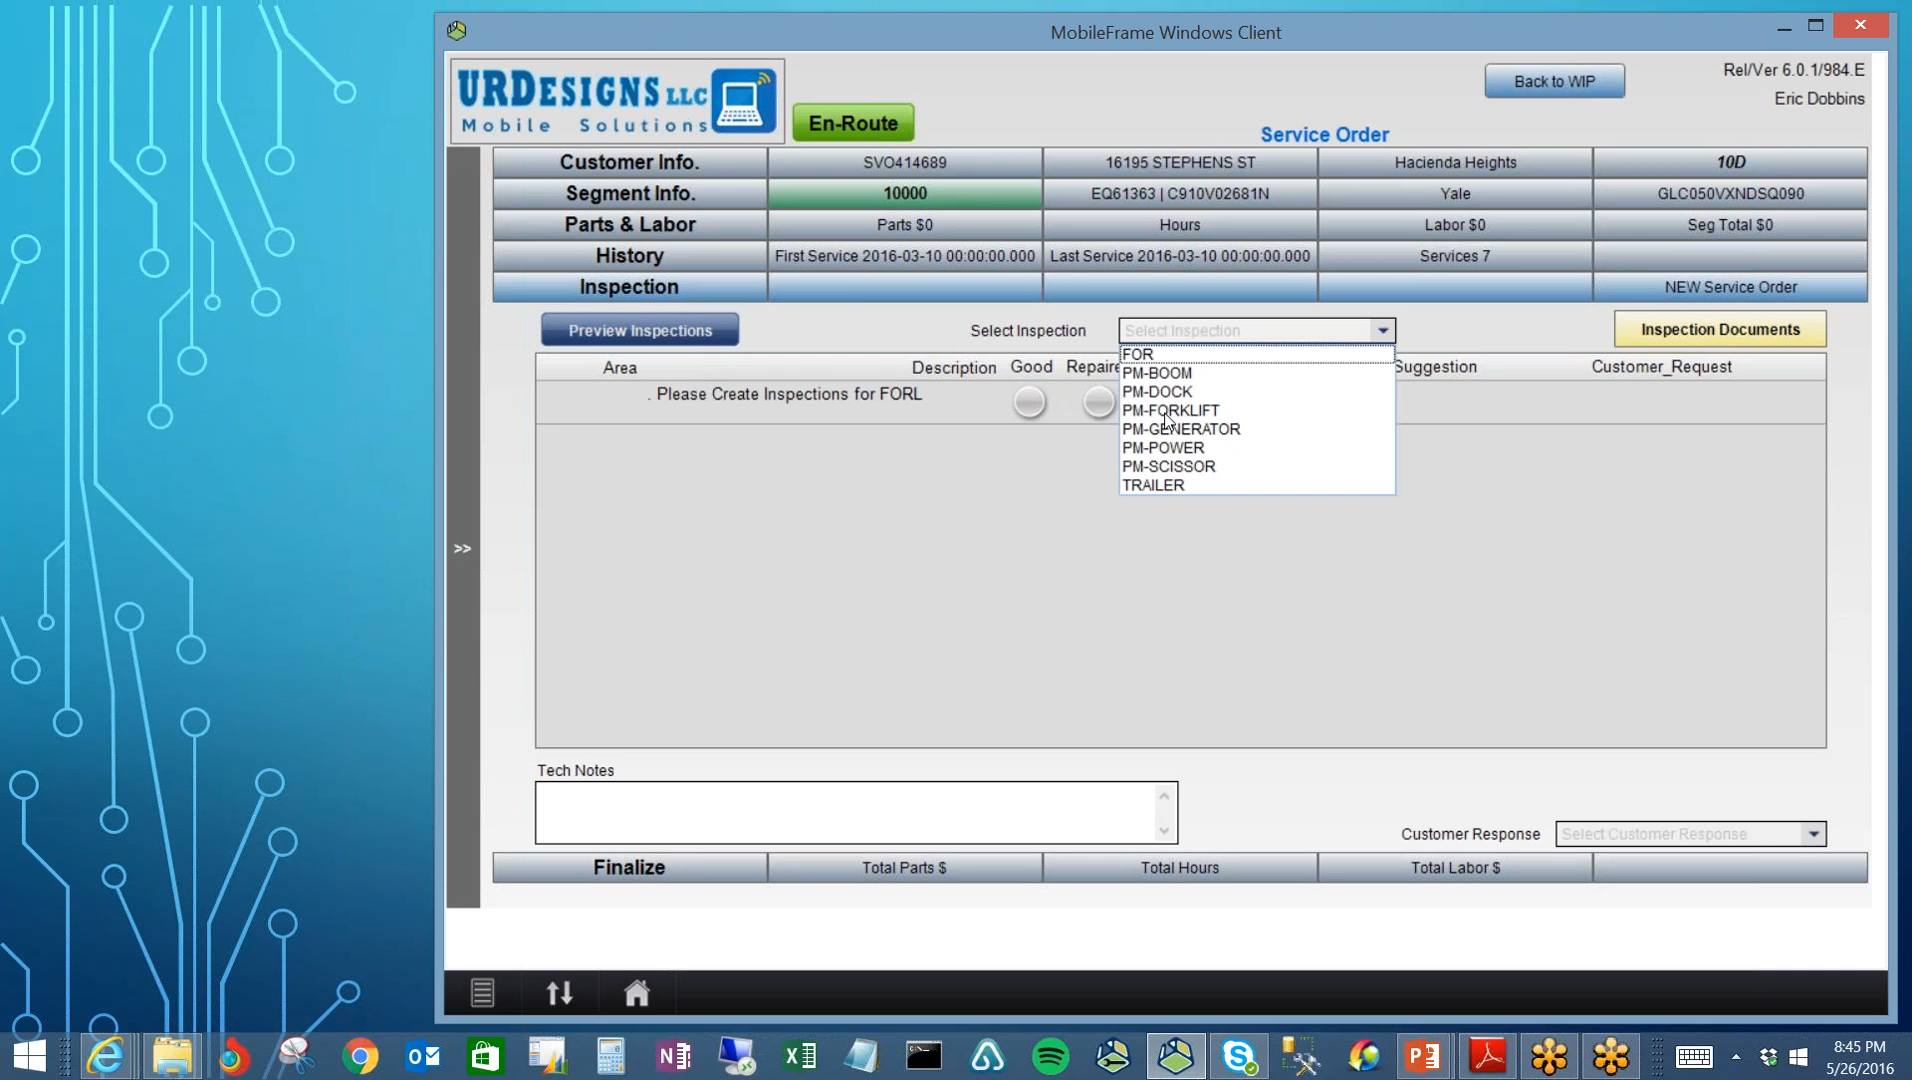 MobileFrame Windows Client
URDESIGNS LLC
Mobile Solutions
En-Route
Back to WIP
Rel/Ver 6.0.1/984.E
Eric Dobbins
Service Order
Customer Info. SVO414689 16195 STEPHENS ST Hacienda Heights 10D
Segment Info. 10000 EQ61363 | C910V02681N Yale GLC050VXNDSQ090
Parts & Labor Parts $0 Hours Labor $0 Seg Total $0
History First Service 2016-03-10 00:00:00.000 Last Service 2016-03-10 00:00:00.000 Services 7
Inspection NEW Service Order
Preview Inspections Select Inspection Select Inspection Inspection Documents
Area Description Good Repaire Suggestion Customer_Request
. Please Create Inspections for FORL
FOR
PM-BOOM
PM-DOCK
PM-FORKLIFT
PM-GENERATOR
PM-POWER
PM-SCISSOR
TRAILER
>>
Tech Notes
Customer Response Select Customer Response
Finalize Total Parts $ Total Hours Total Labor $
8:45 PM
5/26/2016